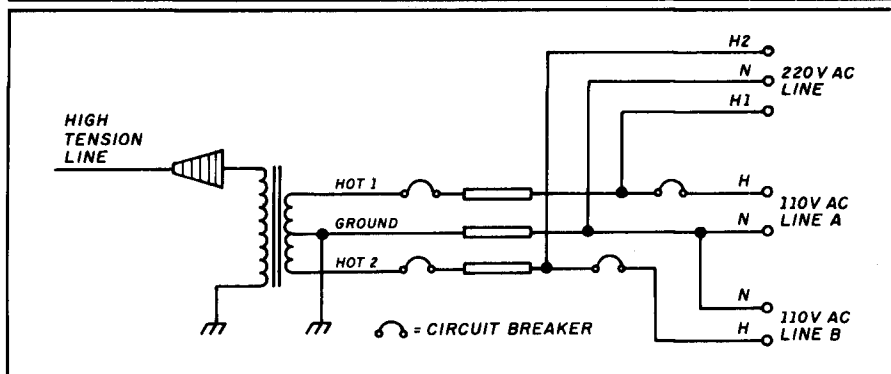 H2
N
220V AC
LINE
H1
HIGH
TENSION
LINE
HOT 1
H
110V AC
LINE A
GROUND
N
HOT 2
N
110V AC
LINE B
H
= CIRCUIT BREAKER